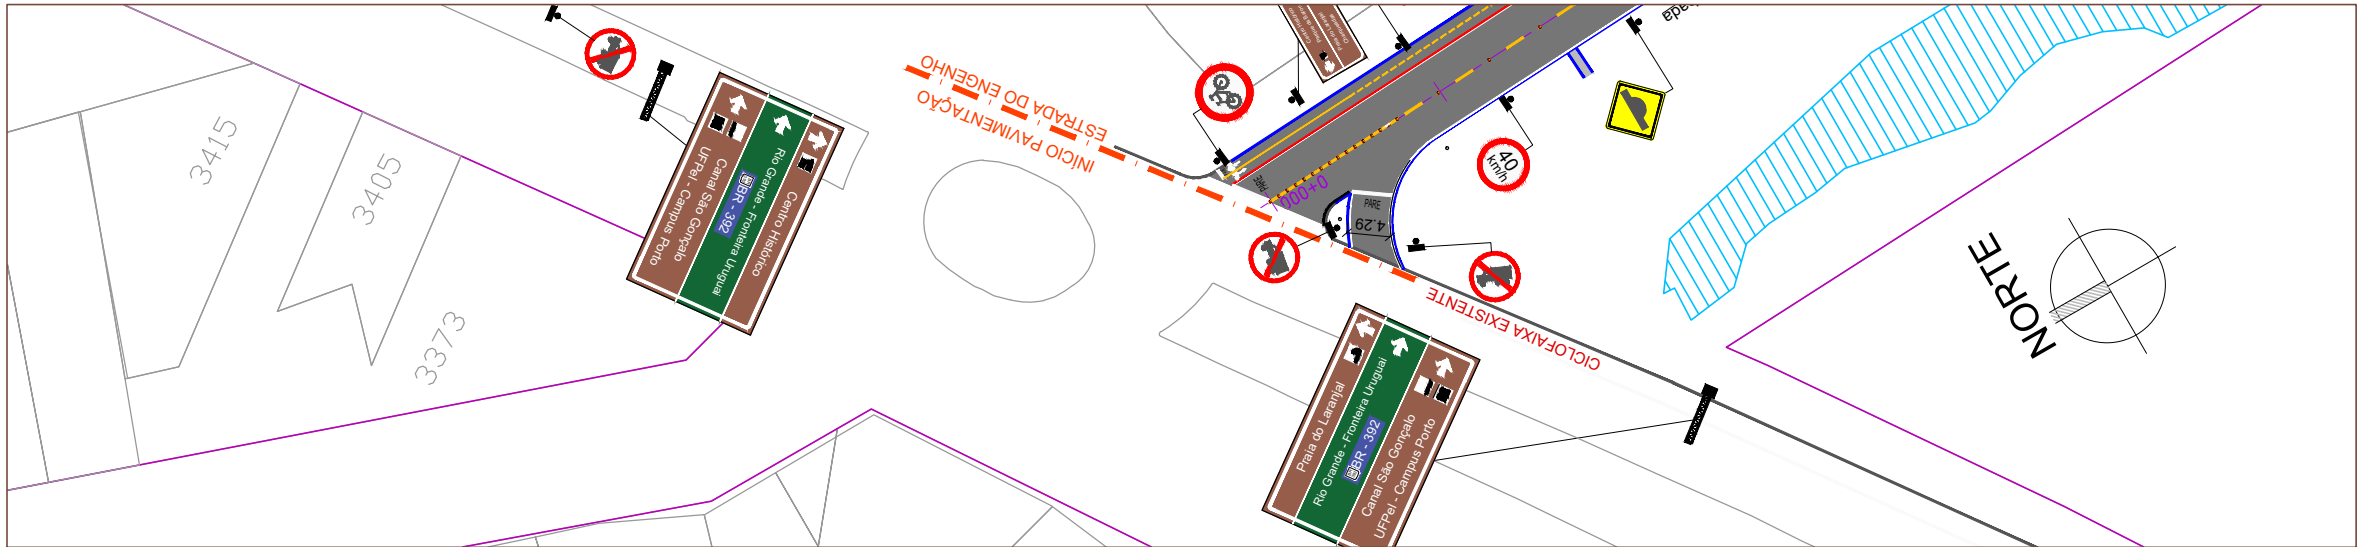 3415
3405
3373
Centro Histórico
Rio Grande - Fronteira Uruguai
BR - 392
Canal São Gonçalo
UFPel - Campus Porto
INÍCIO PAVIMENTAÇÃO
ESTRADA DO ENGENHO
PARE
0+000
PARE
4.29
40
km/h
CICLOFAIXA EXISTENTE
Praia do Laranjal
Rio Grande - Fronteira Uruguai
BR - 392
Canal São Gonçalo
UFPel - Campus Porto
NORTE